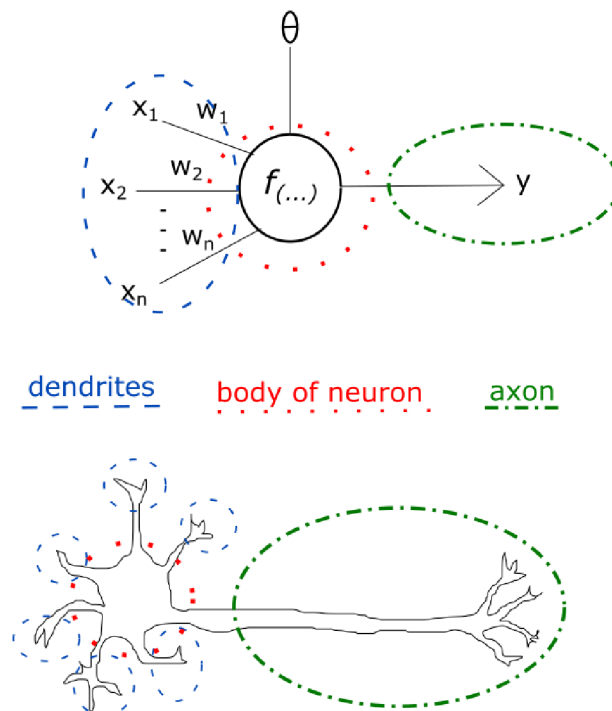 θ
x1 w1
x2 w2 f(...) y
wn
xn
dendrites body of neuron axon